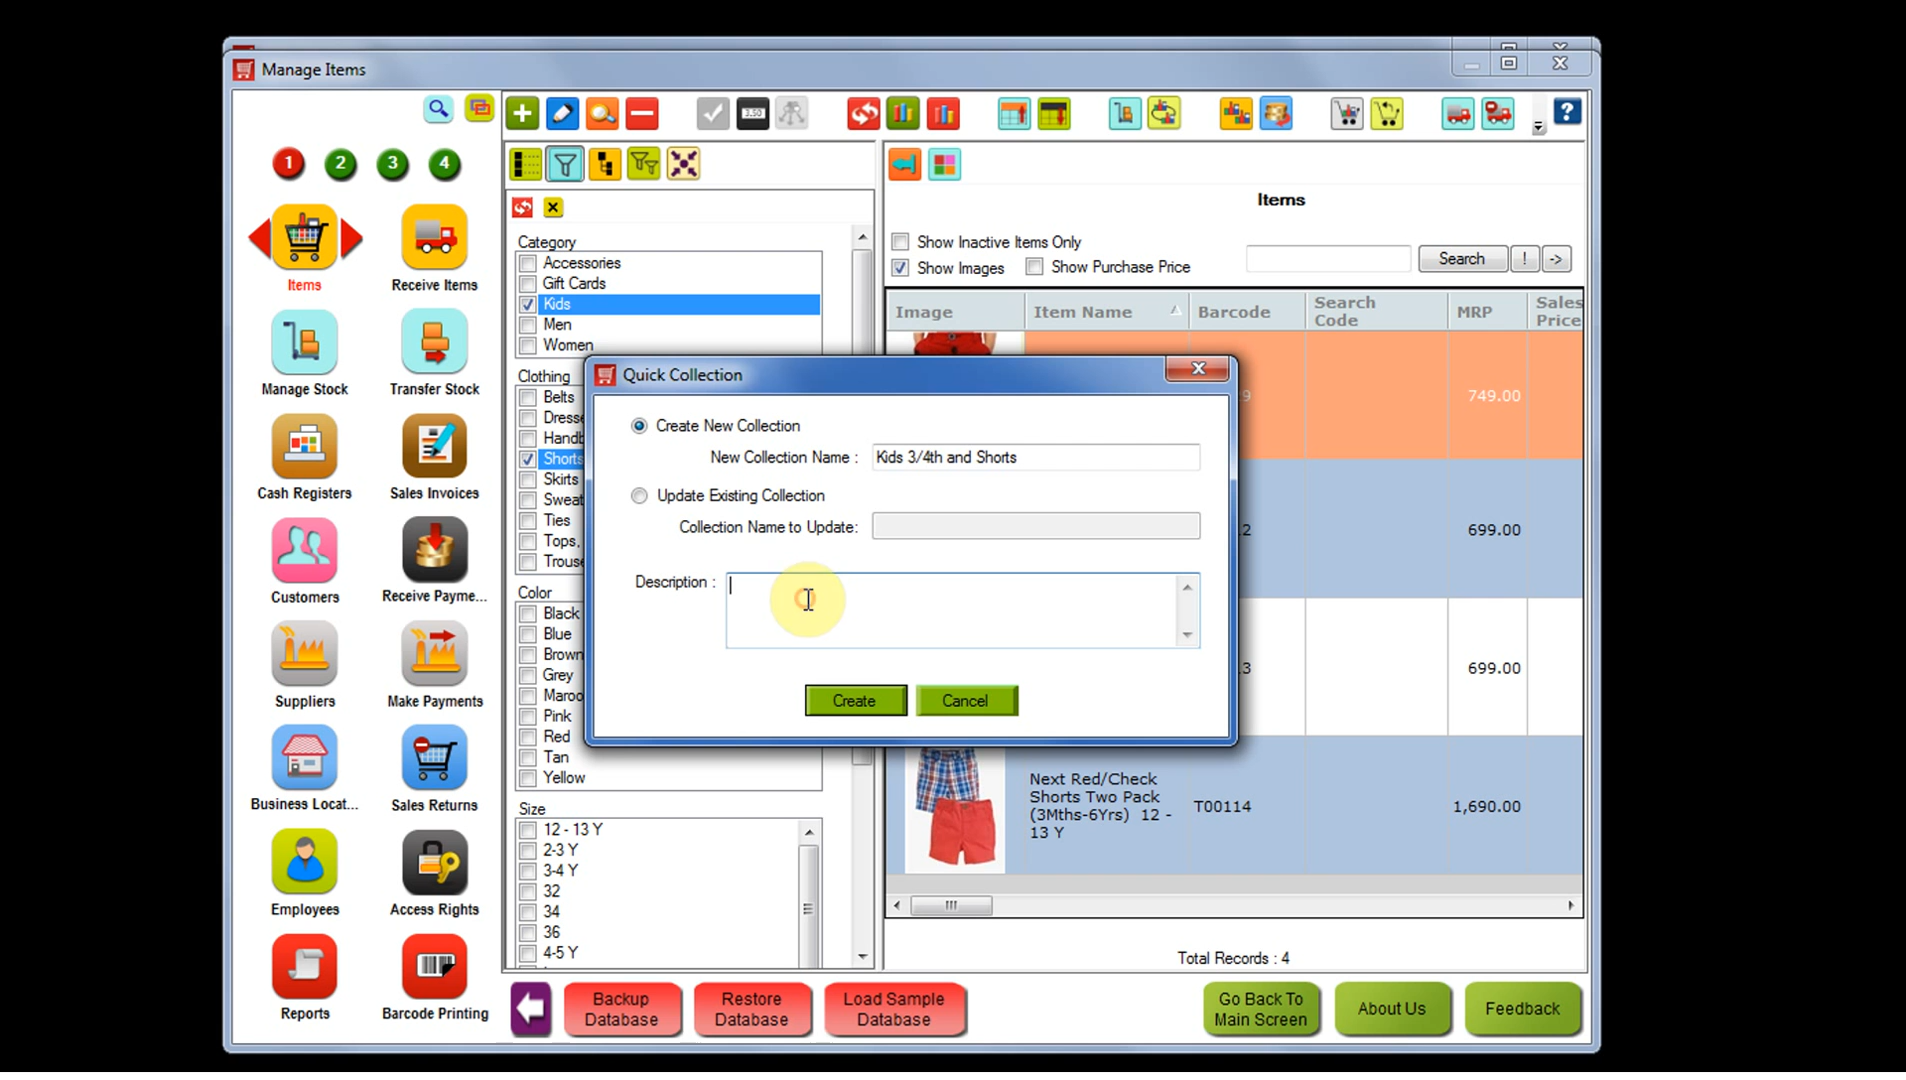 Manage Items
1 2 3 4
Items
Receive Items
Manage Stock
Transfer Stock
Cash Registers
Sales Invoices
Customers
Receive Payme...
Suppliers
Make Payments
Business Locat...
Sales Returns
Employees
Access Rights
Reports
Barcode Printing
3.50
?
Category
Accessories
Gift Cards
Kids
Men
Women
Clothing
Belts
Shorts
Skirts
Ties
Tops,
Color
Black
Blue
Brown
Grey
Pink
Red
Tan
Yellow
Size
12 - 13 Y
2-3 Y
3-4 Y
32
34
36
4-5 Y
Items
Show Inactive Items Only
Show Images
Show Purchase Price
Search
!
->
Image
Item Name
Barcode
Search Code
MRP
Sales Price
749.00
699.00
699.00
Next Red/Check
Shorts Two Pack
(3Mths-6Yrs) 12 -
13 Y
T00114
1,690.00
Total Records : 4
Quick Collection
Create New Collection
New Collection Name :
Kids 3/4th and Shorts
Update Existing Collection
Collection Name to Update:
Description :
Create
Cancel
Backup
Database
Restore
Database
Load Sample
Database
Go Back To
Main Screen
About Us
Feedback